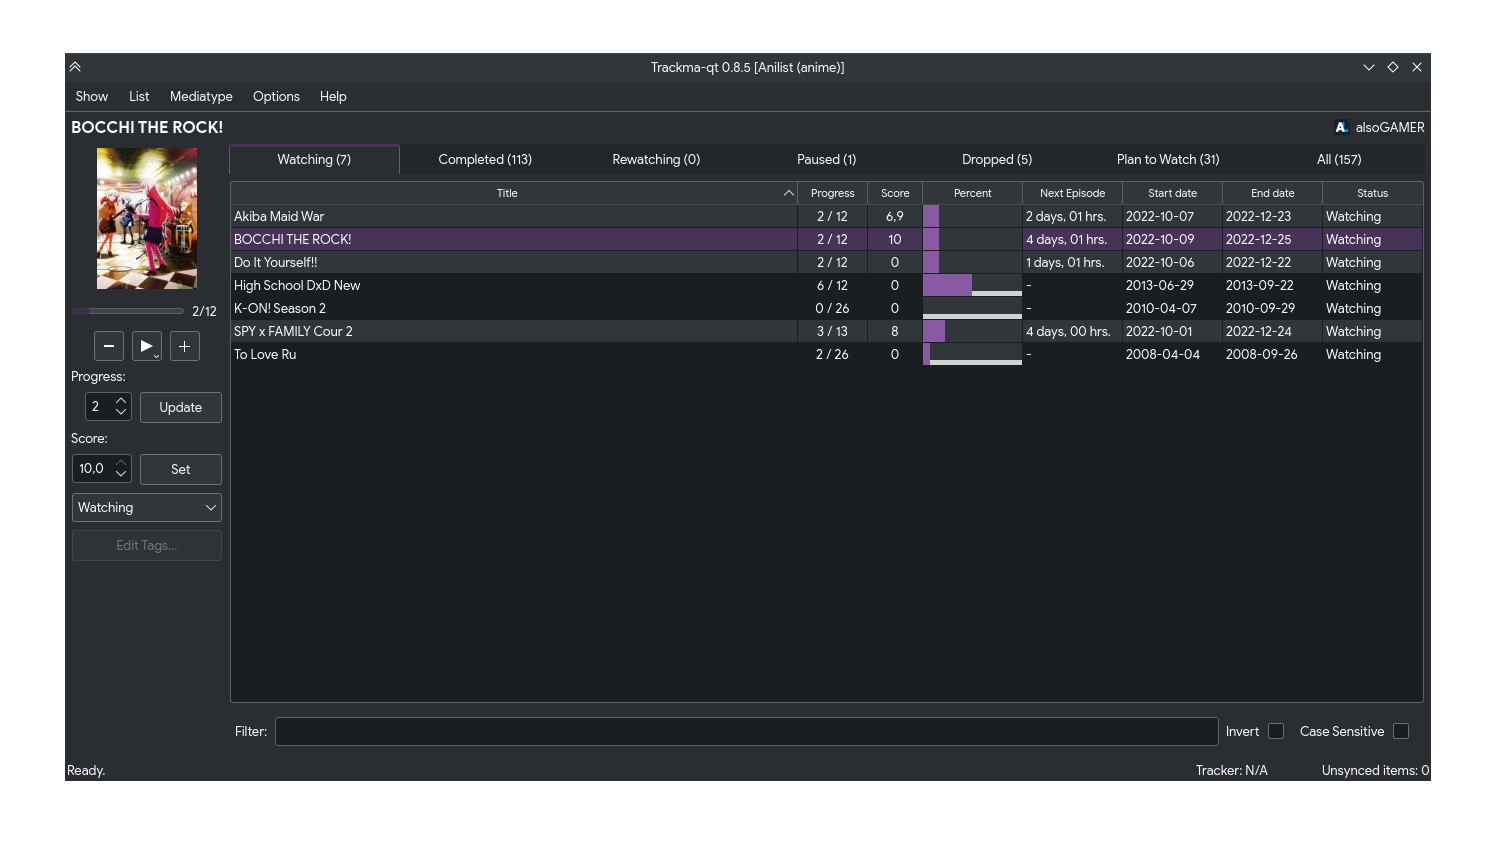 Trackma-qt 0.8.5 [Anilist (anime)]
Show List Mediatype Options Help
BOCCHI THE ROCK!
alsoGAMER
Watching (7) Completed (113) Rewatching (0) Paused (1) Dropped (5) Plan to Watch (31) All (157)
Title Progress Score Percent Next Episode Start date End date Status
Akiba Maid War 2 / 12 6,9 2 days, 01 hrs. 2022-10-07 2022-12-23 Watching
BOCCHI THE ROCK! 2 / 12 10 4 days, 01 hrs. 2022-10-09 2022-12-25 Watching
Do It Yourself!! 2 / 12 0 1 days, 01 hrs. 2022-10-06 2022-12-22 Watching
High School DxD New 6 / 12 0 - 2013-06-29 2013-09-22 Watching
K-ON! Season 2 0 / 26 0 - 2010-04-07 2010-09-29 Watching
SPY x FAMILY Cour 2 3 / 13 8 4 days, 00 hrs. 2022-10-01 2022-12-24 Watching
To Love Ru 2 / 26 0 - 2008-04-04 2008-09-26 Watching
2/12
Progress:
2 Update
Score:
10,0 Set
Watching
Edit Tags...
Filter: Invert Case Sensitive
Ready. Tracker: N/A Unsynced items: 0